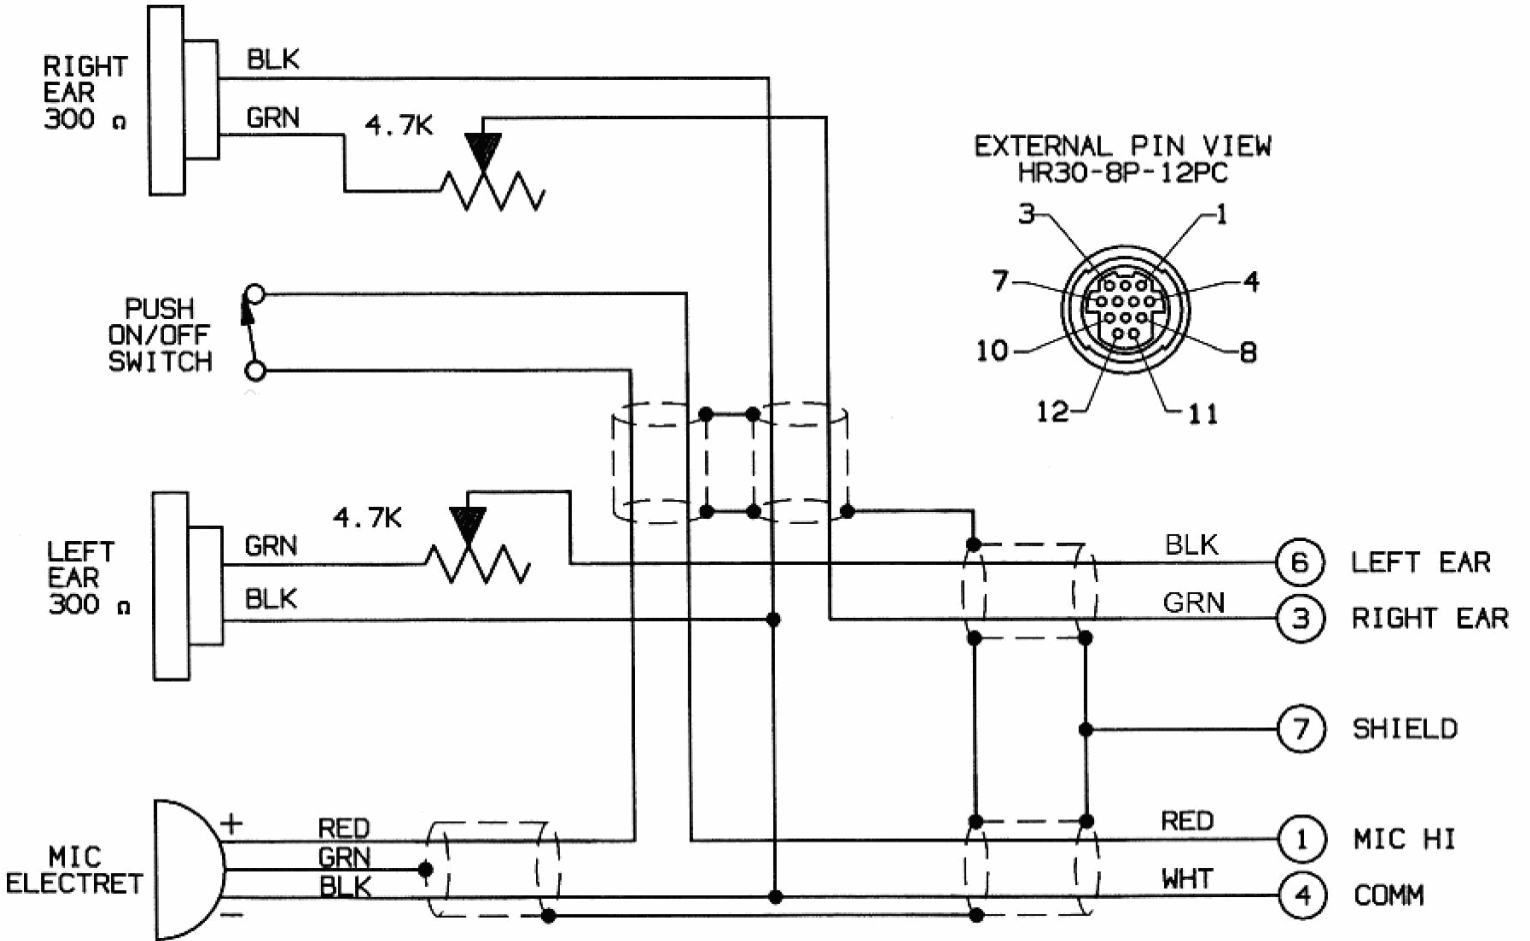 RIGHT
EAR
300 Ω
BLK
GRN
4.7K
EXTERNAL PIN VIEW
HR30-8P-12PC
3
1
7
4
10
8
12
11
PUSH
ON/OFF
SWITCH
LEFT
EAR
300 Ω
GRN
BLK
4.7K
BLK
6 LEFT EAR
GRN
3 RIGHT EAR
7 SHIELD
MIC
ELECTRET
+
RED
GRN
BLK
–
RED
1 MIC HI
WHT
4 COMM